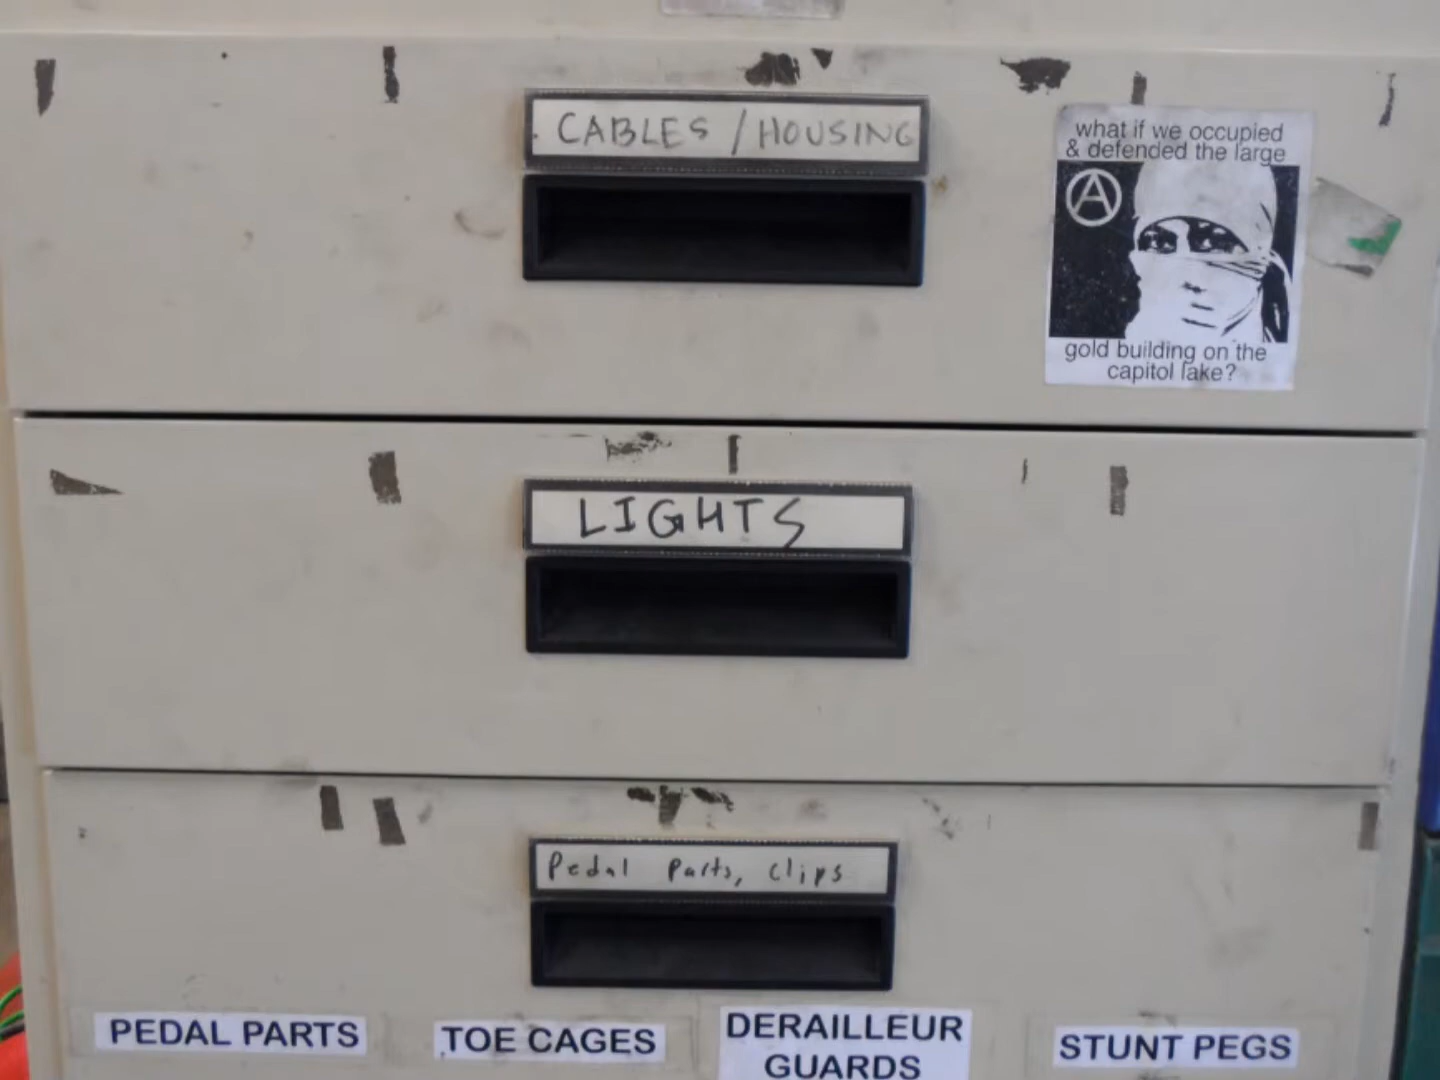 CABLES / HOUSING
what if we occupied
& defended the large
A
gold building on the
capitol lake?
LIGHTS
Pedal Parts, Clips
PEDAL PARTS
TOE CAGES
DERAILLEUR
GUARDS
STUNT PEGS